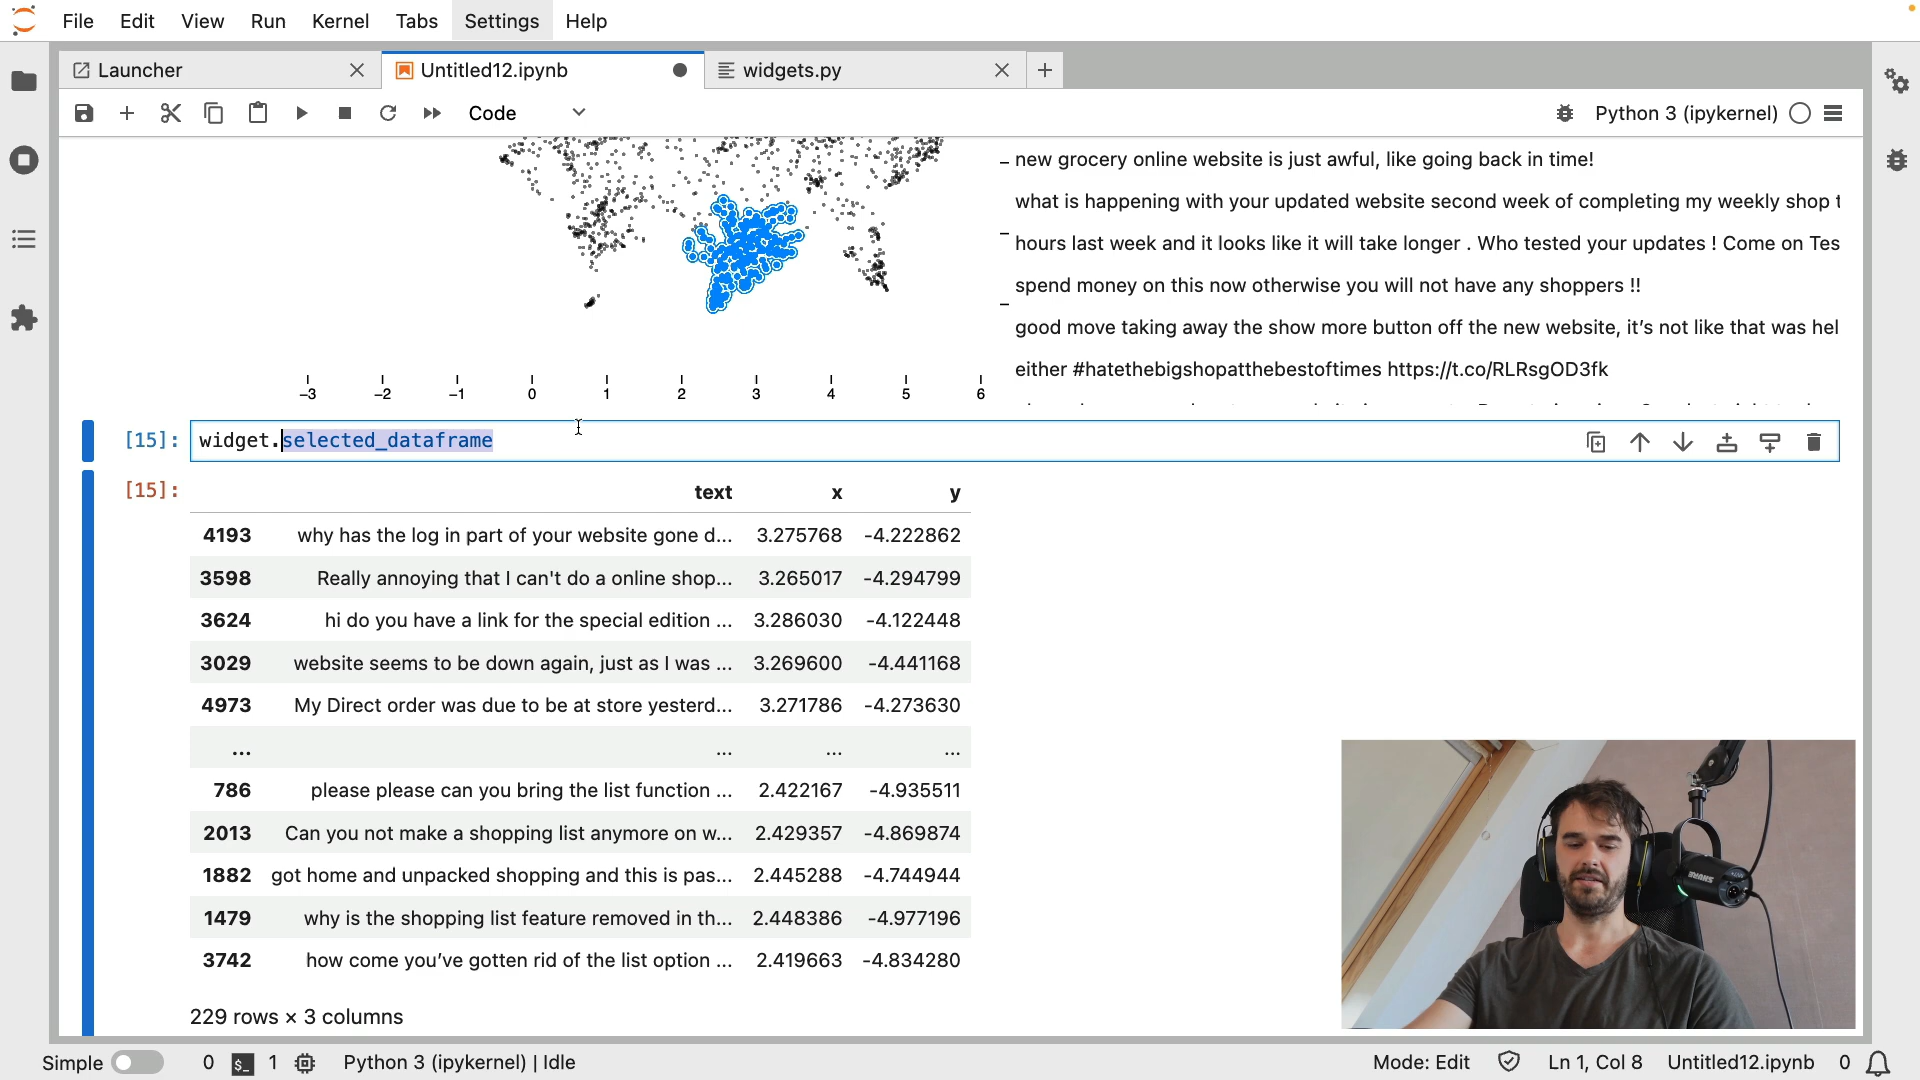 File Edit View Run Kernel Tabs Settings Help
Launcher Untitled12.ipynb widgets.py
Code Python 3 (ipykernel)
– new grocery online website is just awful, like going back in time!
what is happening with your updated website second week of completing my weekly shop t
– hours last week and it looks like it will take longer . Who tested your updates ! Come on Tes
spend money on this now otherwise you will not have any shoppers !!
good move taking away the show more button off the new website, it's not like that was hel
either #hatethebigshopatthebestoftimes https://t.co/RLRsgOD3fk
-3 -2 -1 0 1 2 3 4 5 6
[15]: widget.selected_dataframe
[15]: text x y
4193 why has the log in part of your website gone d... 3.275768 -4.222862
3598 Really annoying that I can't do a online shop... 3.265017 -4.294799
3624 hi do you have a link for the special edition ... 3.286030 -4.122448
3029 website seems to be down again, just as I was ... 3.269600 -4.441168
4973 My Direct order was due to be at store yesterd... 3.271786 -4.273630
... ... ... ...
786 please please can you bring the list function ... 2.422167 -4.935511
2013 Can you not make a shopping list anymore on w... 2.429357 -4.869874
1882 got home and unpacked shopping and this is pas... 2.445288 -4.744944
1479 why is the shopping list feature removed in th... 2.448386 -4.977196
3742 how come you've gotten rid of the list option ... 2.419663 -4.834280
229 rows × 3 columns
Simple 0 $_ 1 Python 3 (ipykernel) | Idle Mode: Edit Ln 1, Col 8 Untitled12.ipynb 0